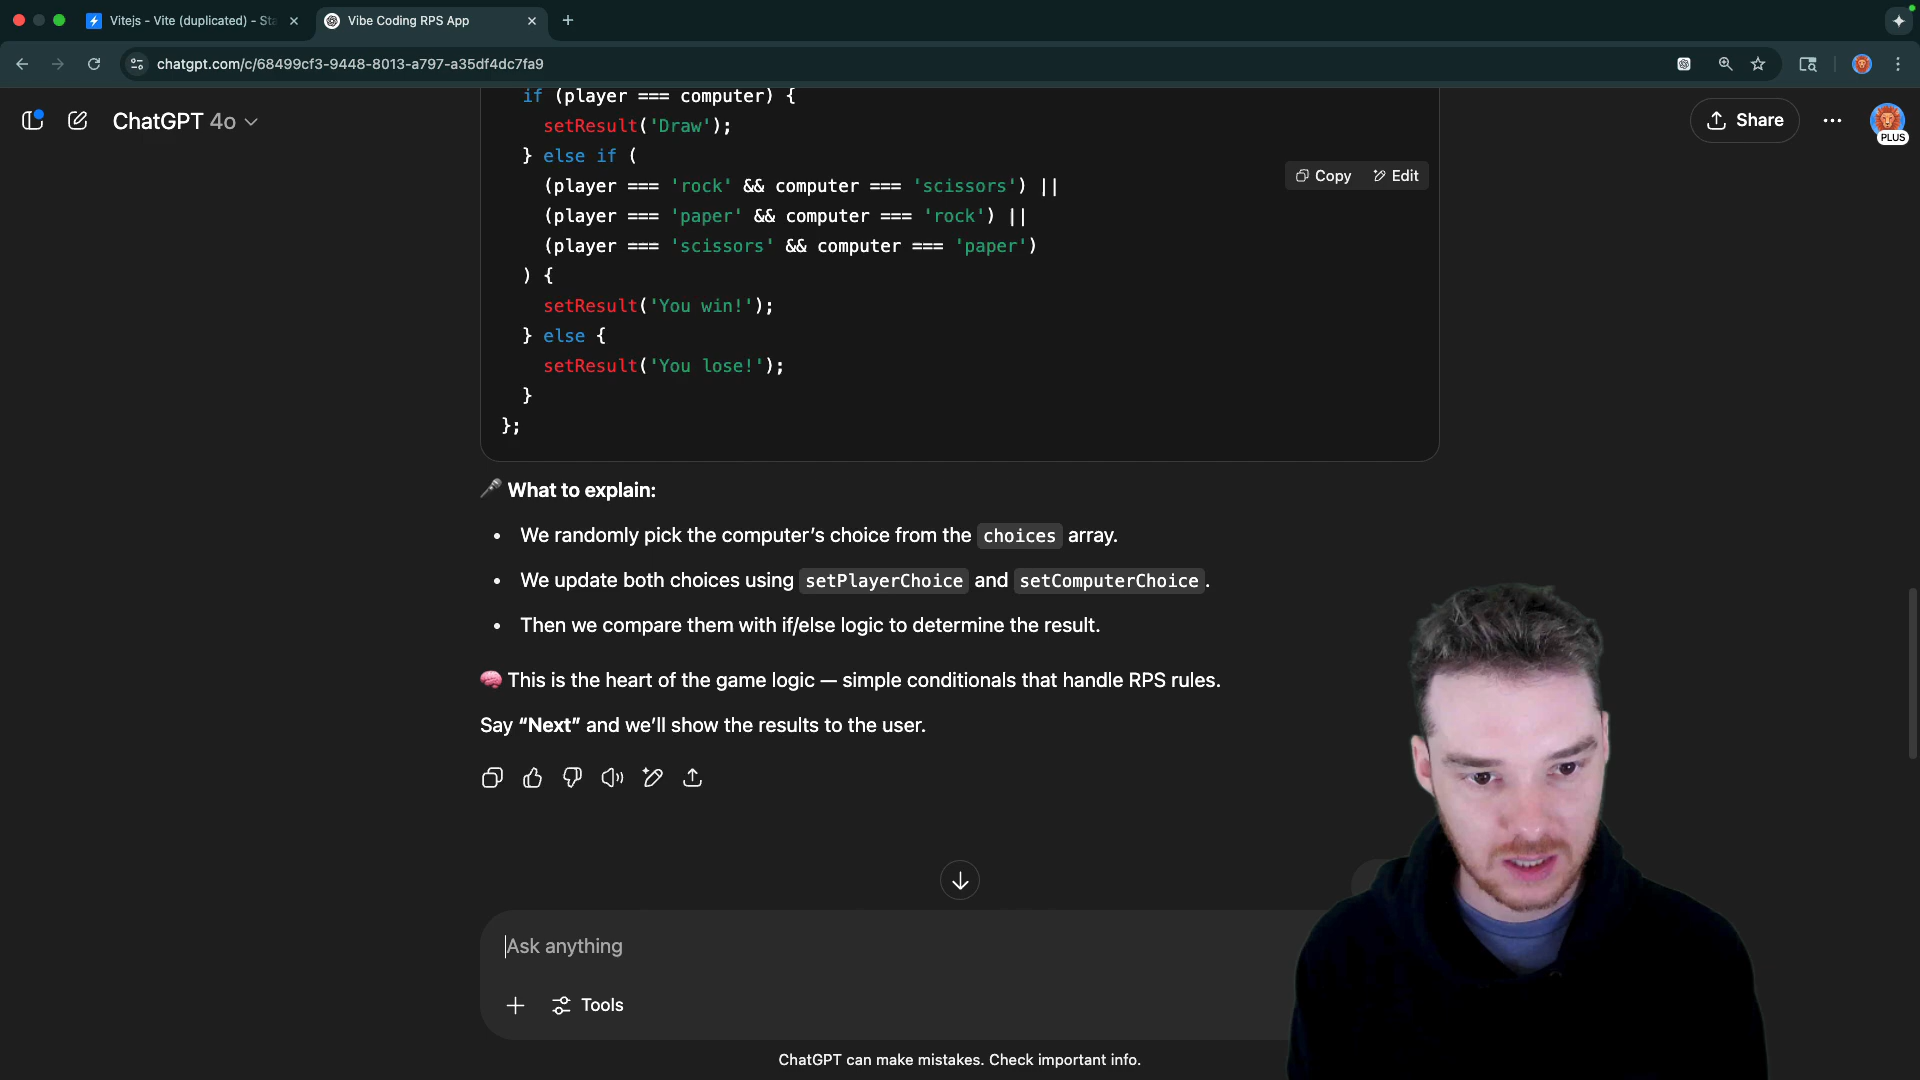 Vitejs - Vite (duplicated) - Sta
Vibe Coding RPS App
chatgpt.com/c/68499cf3-9448-8013-a797-a35df4dc7fa9
ChatGPT 4o
Share
PLUS
if (player === computer) {
setResult('Draw');
} else if (
Copy
Edit
(player === 'rock' && computer === 'scissors') ||
(player === 'paper' && computer === 'rock') ||
(player === 'scissors' && computer === 'paper')
) {
setResult('You win!');
} else {
setResult('You lose!');
}
};
What to explain:
• We randomly pick the computer’s choice from the choices array.
• We update both choices using setPlayerChoice and setComputerChoice.
• Then we compare them with if/else logic to determine the result.
This is the heart of the game logic — simple conditionals that handle RPS rules.
Say “Next” and we’ll show the results to the user.
Ask anything
Tools
ChatGPT can make mistakes. Check important info.